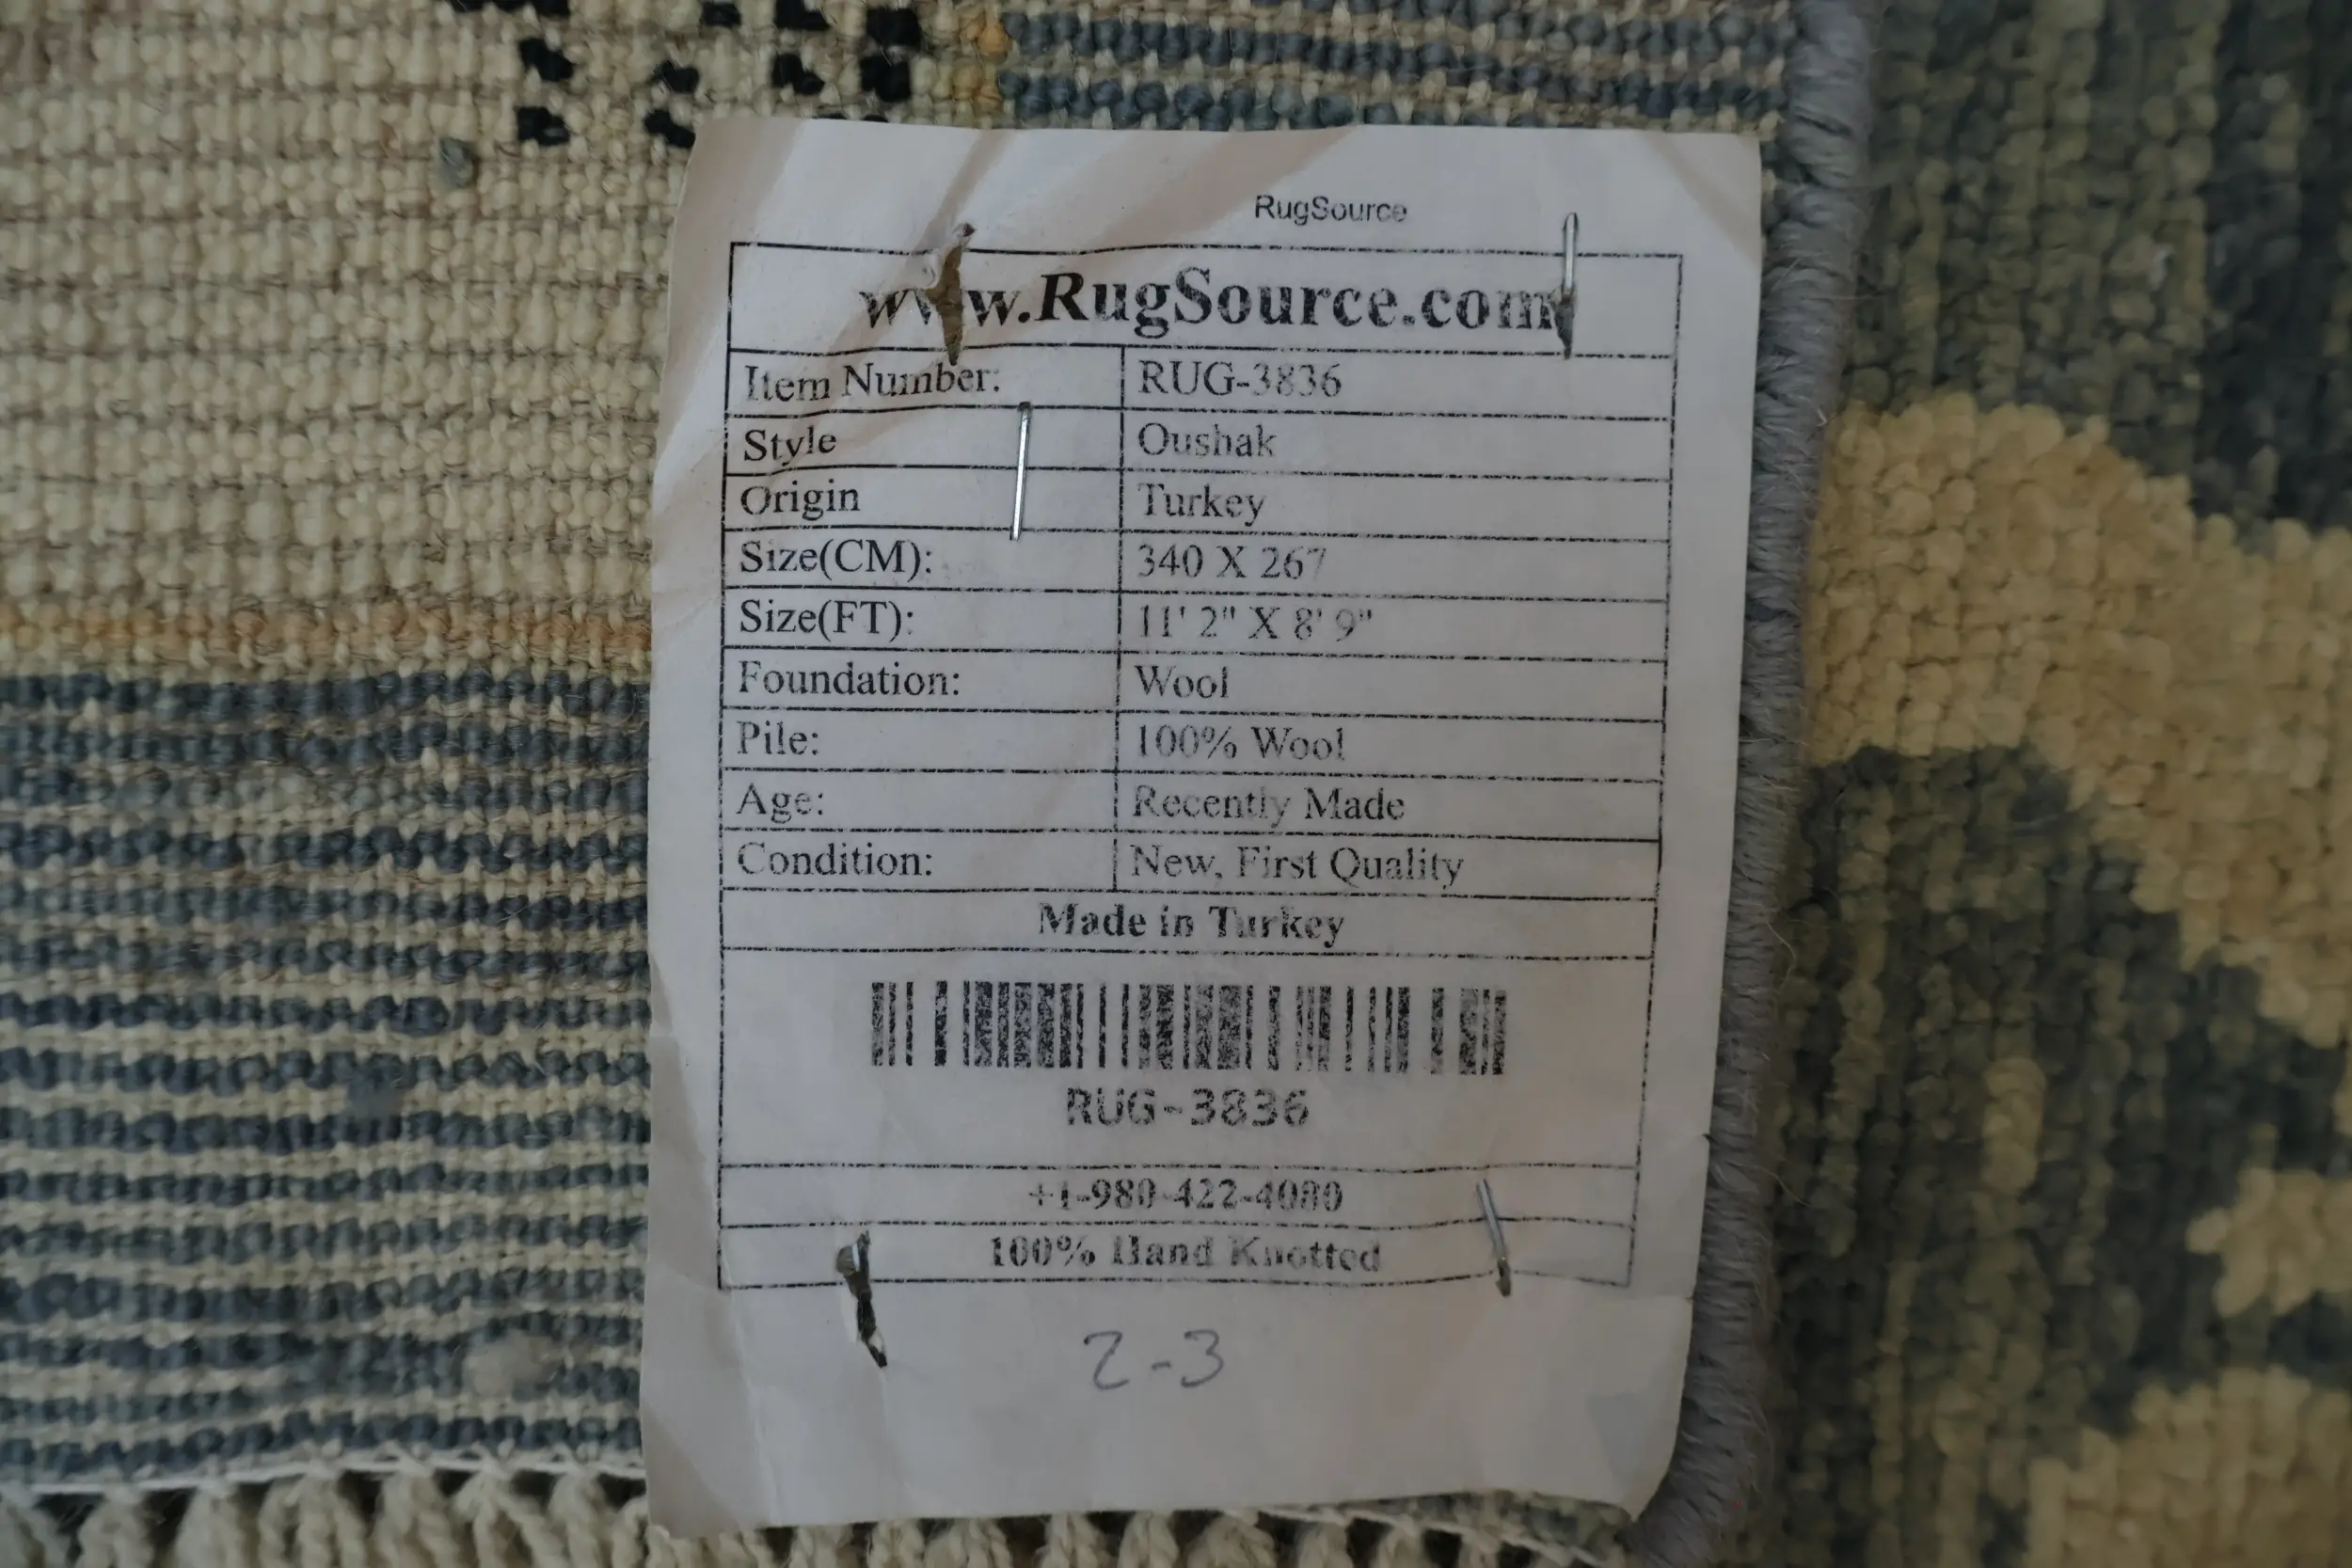 RugSource
www.RugSource.com
Item Number: RUG-3836
Style Oushak
Origin Turkey
Size(CM): 340 X 267
Size(FT): 11' 2" X 8' 9"
Foundation: Wool
Pile: 100% Wool
Age: Recently Made
Condition: New, First Quality
Made in Turkey
RUG-3836
+1-980-422-4080
100% Hand Knotted
2-3